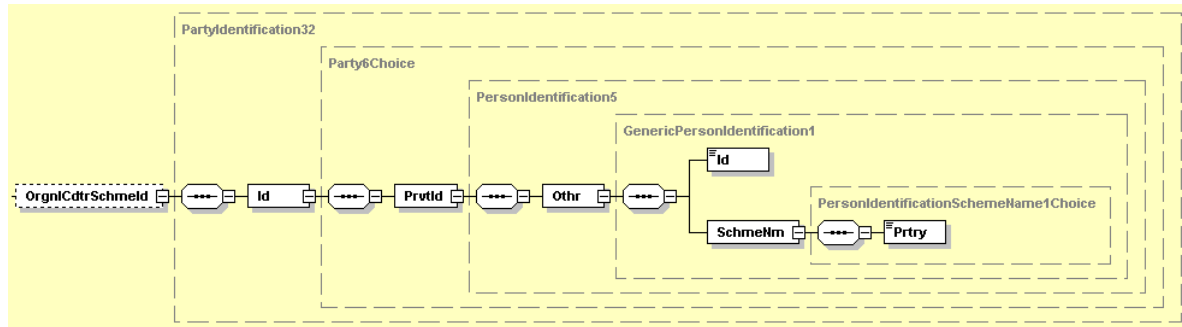 PartyIdentification32
Party6Choice
PersonIdentification5
GenericPersonIdentification1
Id
OrgnlCdtrSchmeId
Id
PrvtId
Othr
PersonIdentificationSchemeName1Choice
SchmeNm
Prtry